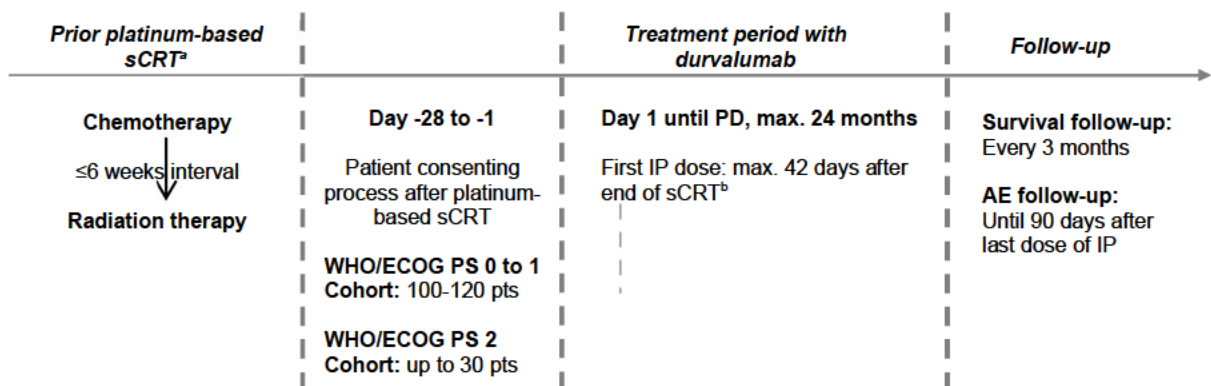 Prior platinum-based
sCRTᵃ
Treatment period with
durvalumab
Follow-up
Chemotherapy
≤6 weeks interval
Radiation therapy
Day -28 to -1
Patient consenting
process after platinum-
based sCRT
WHO/ECOG PS 0 to 1
Cohort: 100-120 pts
WHO/ECOG PS 2
Cohort: up to 30 pts
Day 1 until PD, max. 24 months
First IP dose: max. 42 days after
end of sCRTᵇ
Survival follow-up:
Every 3 months
AE follow-up:
Until 90 days after
last dose of IP